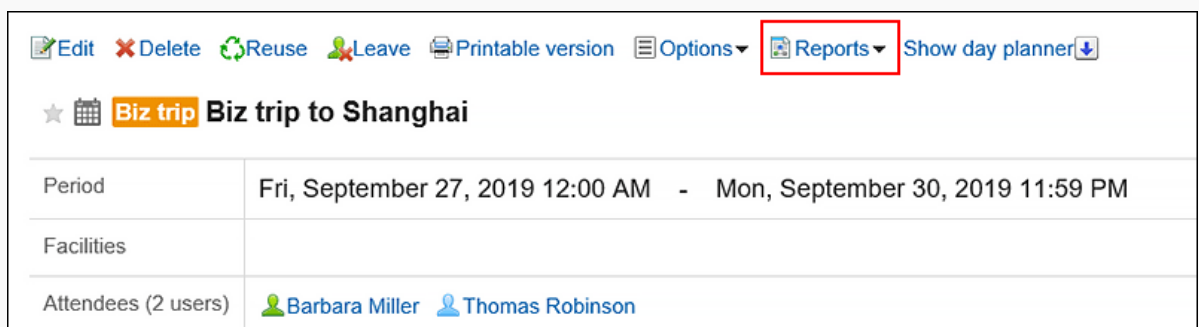 Edit Delete Reuse Leave Printable version Options Reports Show day planner
Biz trip Biz trip to Shanghai
Period Fri, September 27, 2019 12:00 AM - Mon, September 30, 2019 11:59 PM
Facilities
Attendees (2 users) Barbara Miller Thomas Robinson